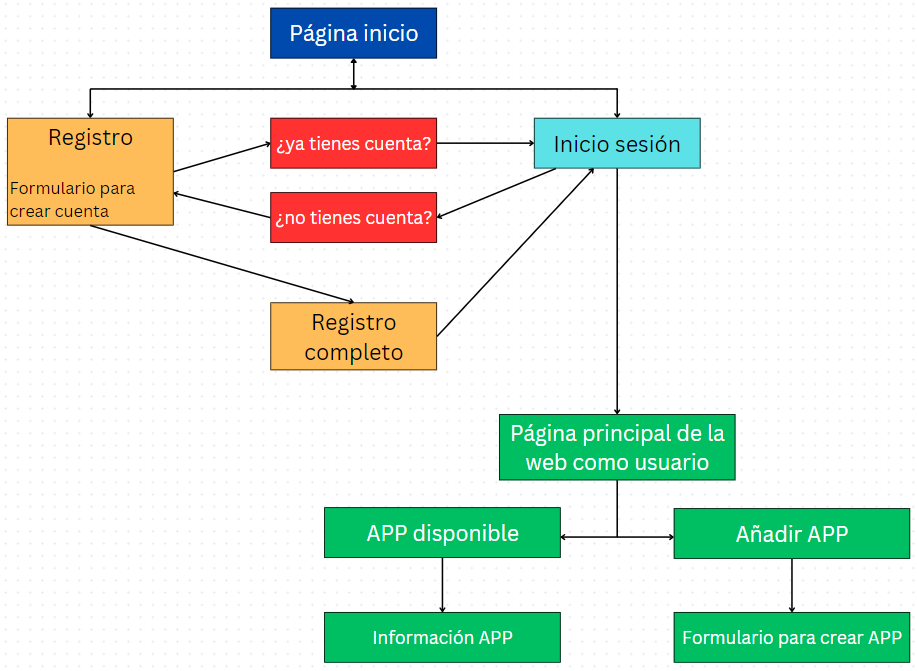 Página inicio
Registro
Formulario para
crear cuenta
¿ya tienes cuenta?
Inicio sesión
¿no tienes cuenta?
Registro
completo
Página principal de la
web como usuario
APP disponible
Añadir APP
Información APP
Formulario para crear APP